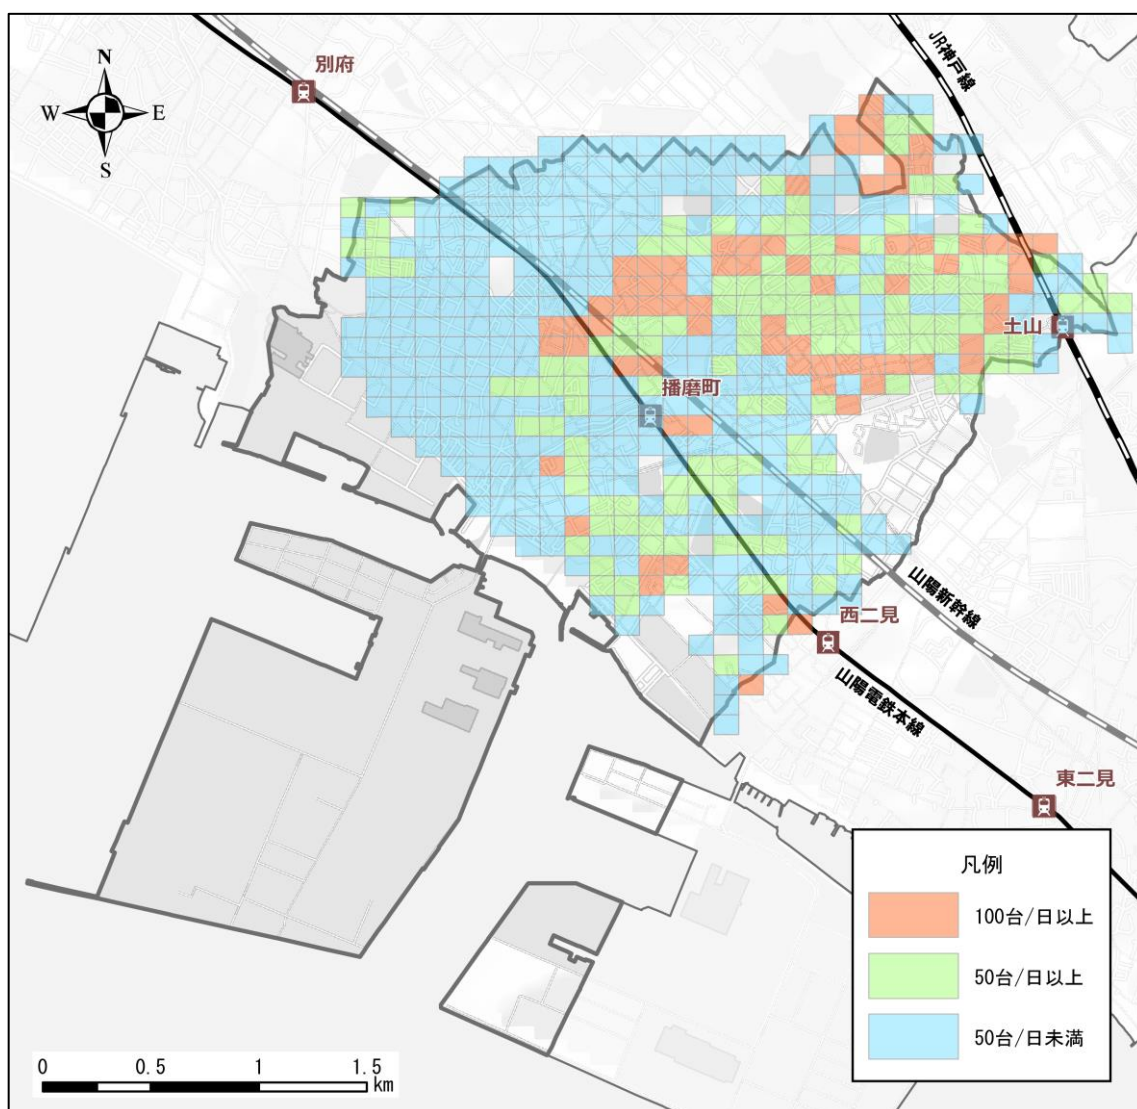 別府
JR神戸線
N
W
E
S
土山
播磨町
山陽新幹線
西二見
山陽電鉄本線
東二見
凡例
100台/日以上
50台/日以上
50台/日未満
0 0.5 1 1.5
km